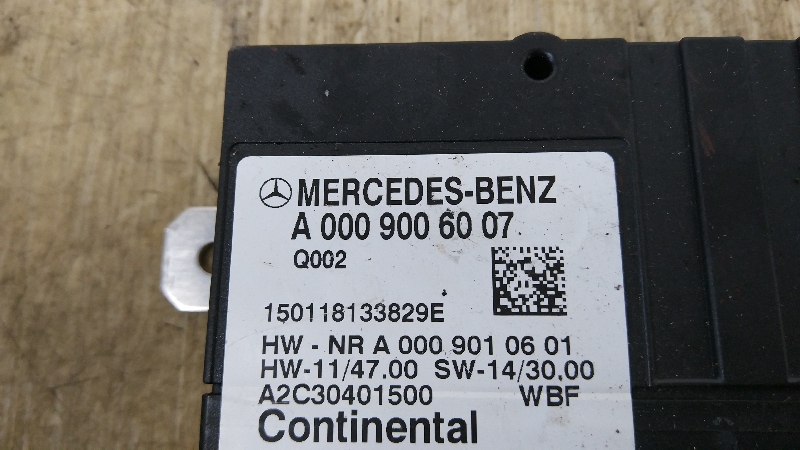 MERCEDES-BENZ
A 000 900 60 07
Q002
150118133829E
HW - NR A 000 901 06 01
HW-11/47.00 SW-14/30,00
A2C30401500 WBF
Continental